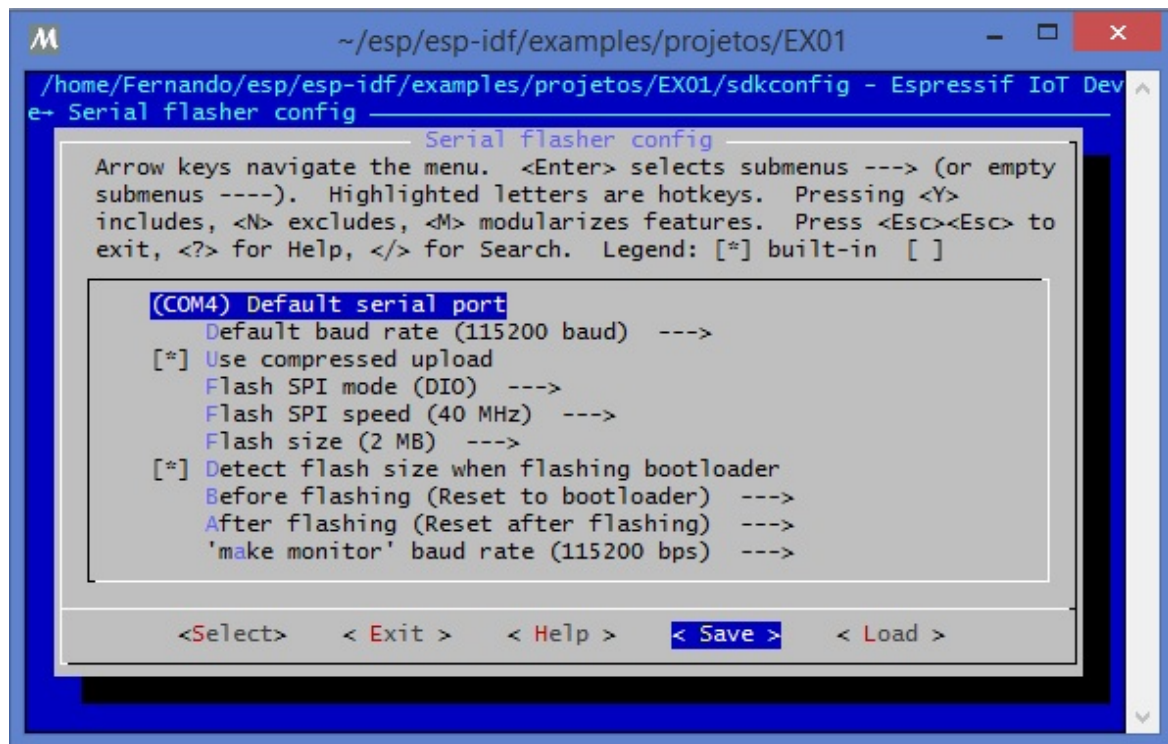 M
~/esp/esp-idf/examples/projetos/EX01
/home/Fernando/esp/esp-idf/examples/projetos/EX01/sdkconfig - Espressif IoT Dev
e→ Serial flasher config
Serial flasher config
Arrow keys navigate the menu.  <Enter> selects submenus ---> (or empty
submenus ----).  Highlighted letters are hotkeys.  Pressing <Y>
includes, <N> excludes, <M> modularizes features.  Press <Esc><Esc> to
exit, <?> for Help, </> for Search.  Legend: [*] built-in  [ ]
(COM4) Default serial port
Default baud rate (115200 baud)  --->
[*] Use compressed upload
Flash SPI mode (DIO)  --->
Flash SPI speed (40 MHz)  --->
Flash size (2 MB)  --->
[*] Detect flash size when flashing bootloader
Before flashing (Reset to bootloader)  --->
After flashing (Reset after flashing)  --->
'make monitor' baud rate (115200 bps)  --->
<Select>    < Exit >    < Help >    < Save >    < Load >